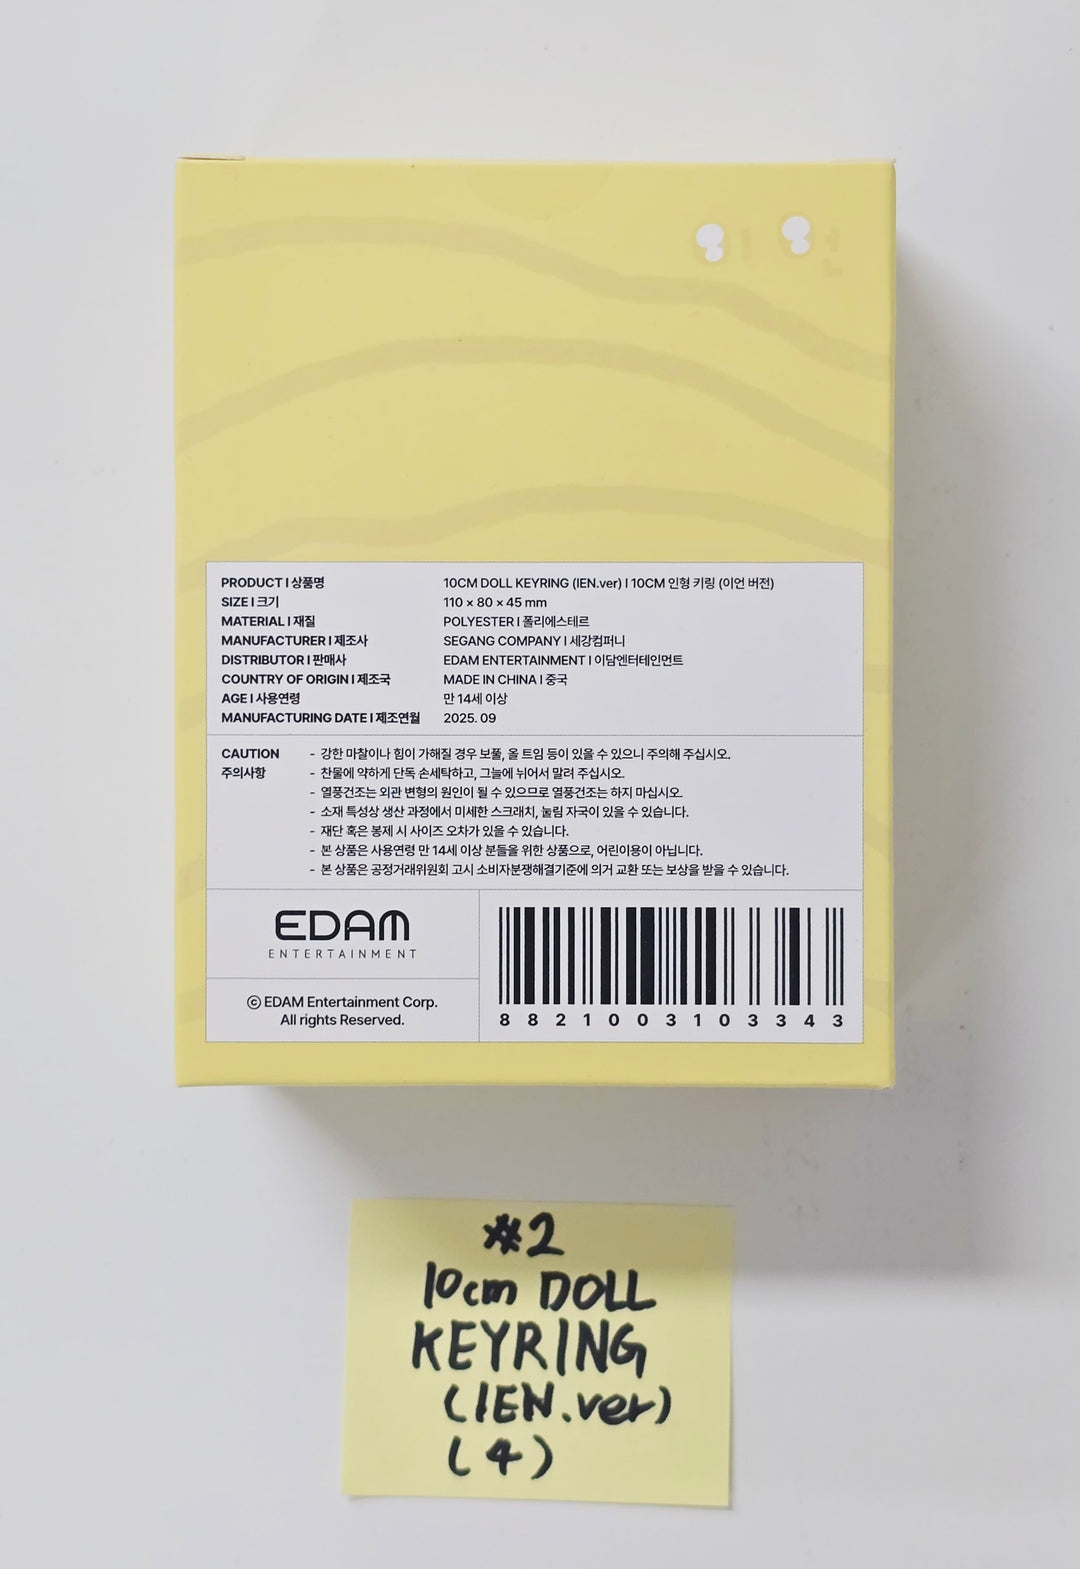 이언
PRODUCT I 상품명 10CM DOLL KEYRING (IEN.ver) I 10CM 인형 키링 (이언 버전)
SIZE I 크기 110 × 80 × 45 mm
MATERIAL I 재질 POLYESTER I 폴리에스테르
MANUFACTURER I 제조사 SEGANG COMPANY I 세강컴퍼니
DISTRIBUTOR I 판매사 EDAM ENTERTAINMENT I 이담엔터테인먼트
COUNTRY OF ORIGIN I 제조국 MADE IN CHINA I 중국
AGE I 사용연령 만 14세 이상
MANUFACTURING DATE I 제조연월 2025. 09
CAUTION - 강한 마찰이나 힘이 가해질 경우 보풀, 올 트임 등이 있을 수 있으니 주의해 주십시오.
주의사항 - 찬물에 약하게 단독 손세탁하고, 그늘에 뉘어서 말려 주십시오.
- 열풍건조는 외관 변형의 원인이 될 수 있으므로 열풍건조는 하지 마십시오.
- 소재 특성상 생산 과정에서 미세한 스크래치, 눌림 자국이 있을 수 있습니다.
- 재단 혹은 봉제 시 사이즈 오차가 있을 수 있습니다.
- 본 상품은 사용연령 만 14세 이상 분들을 위한 상품으로, 어린이용이 아닙니다.
- 본 상품은 공정거래위원회 고시 소비자분쟁해결기준에 의거 교환 또는 보상을 받을 수 있습니다.
EDAM
ENTERTAINMENT
ⓒ EDAM Entertainment Corp.
All rights Reserved.
8821003103343
#2
10cm DOLL
KEYRING
(IEN.ver)
(4)